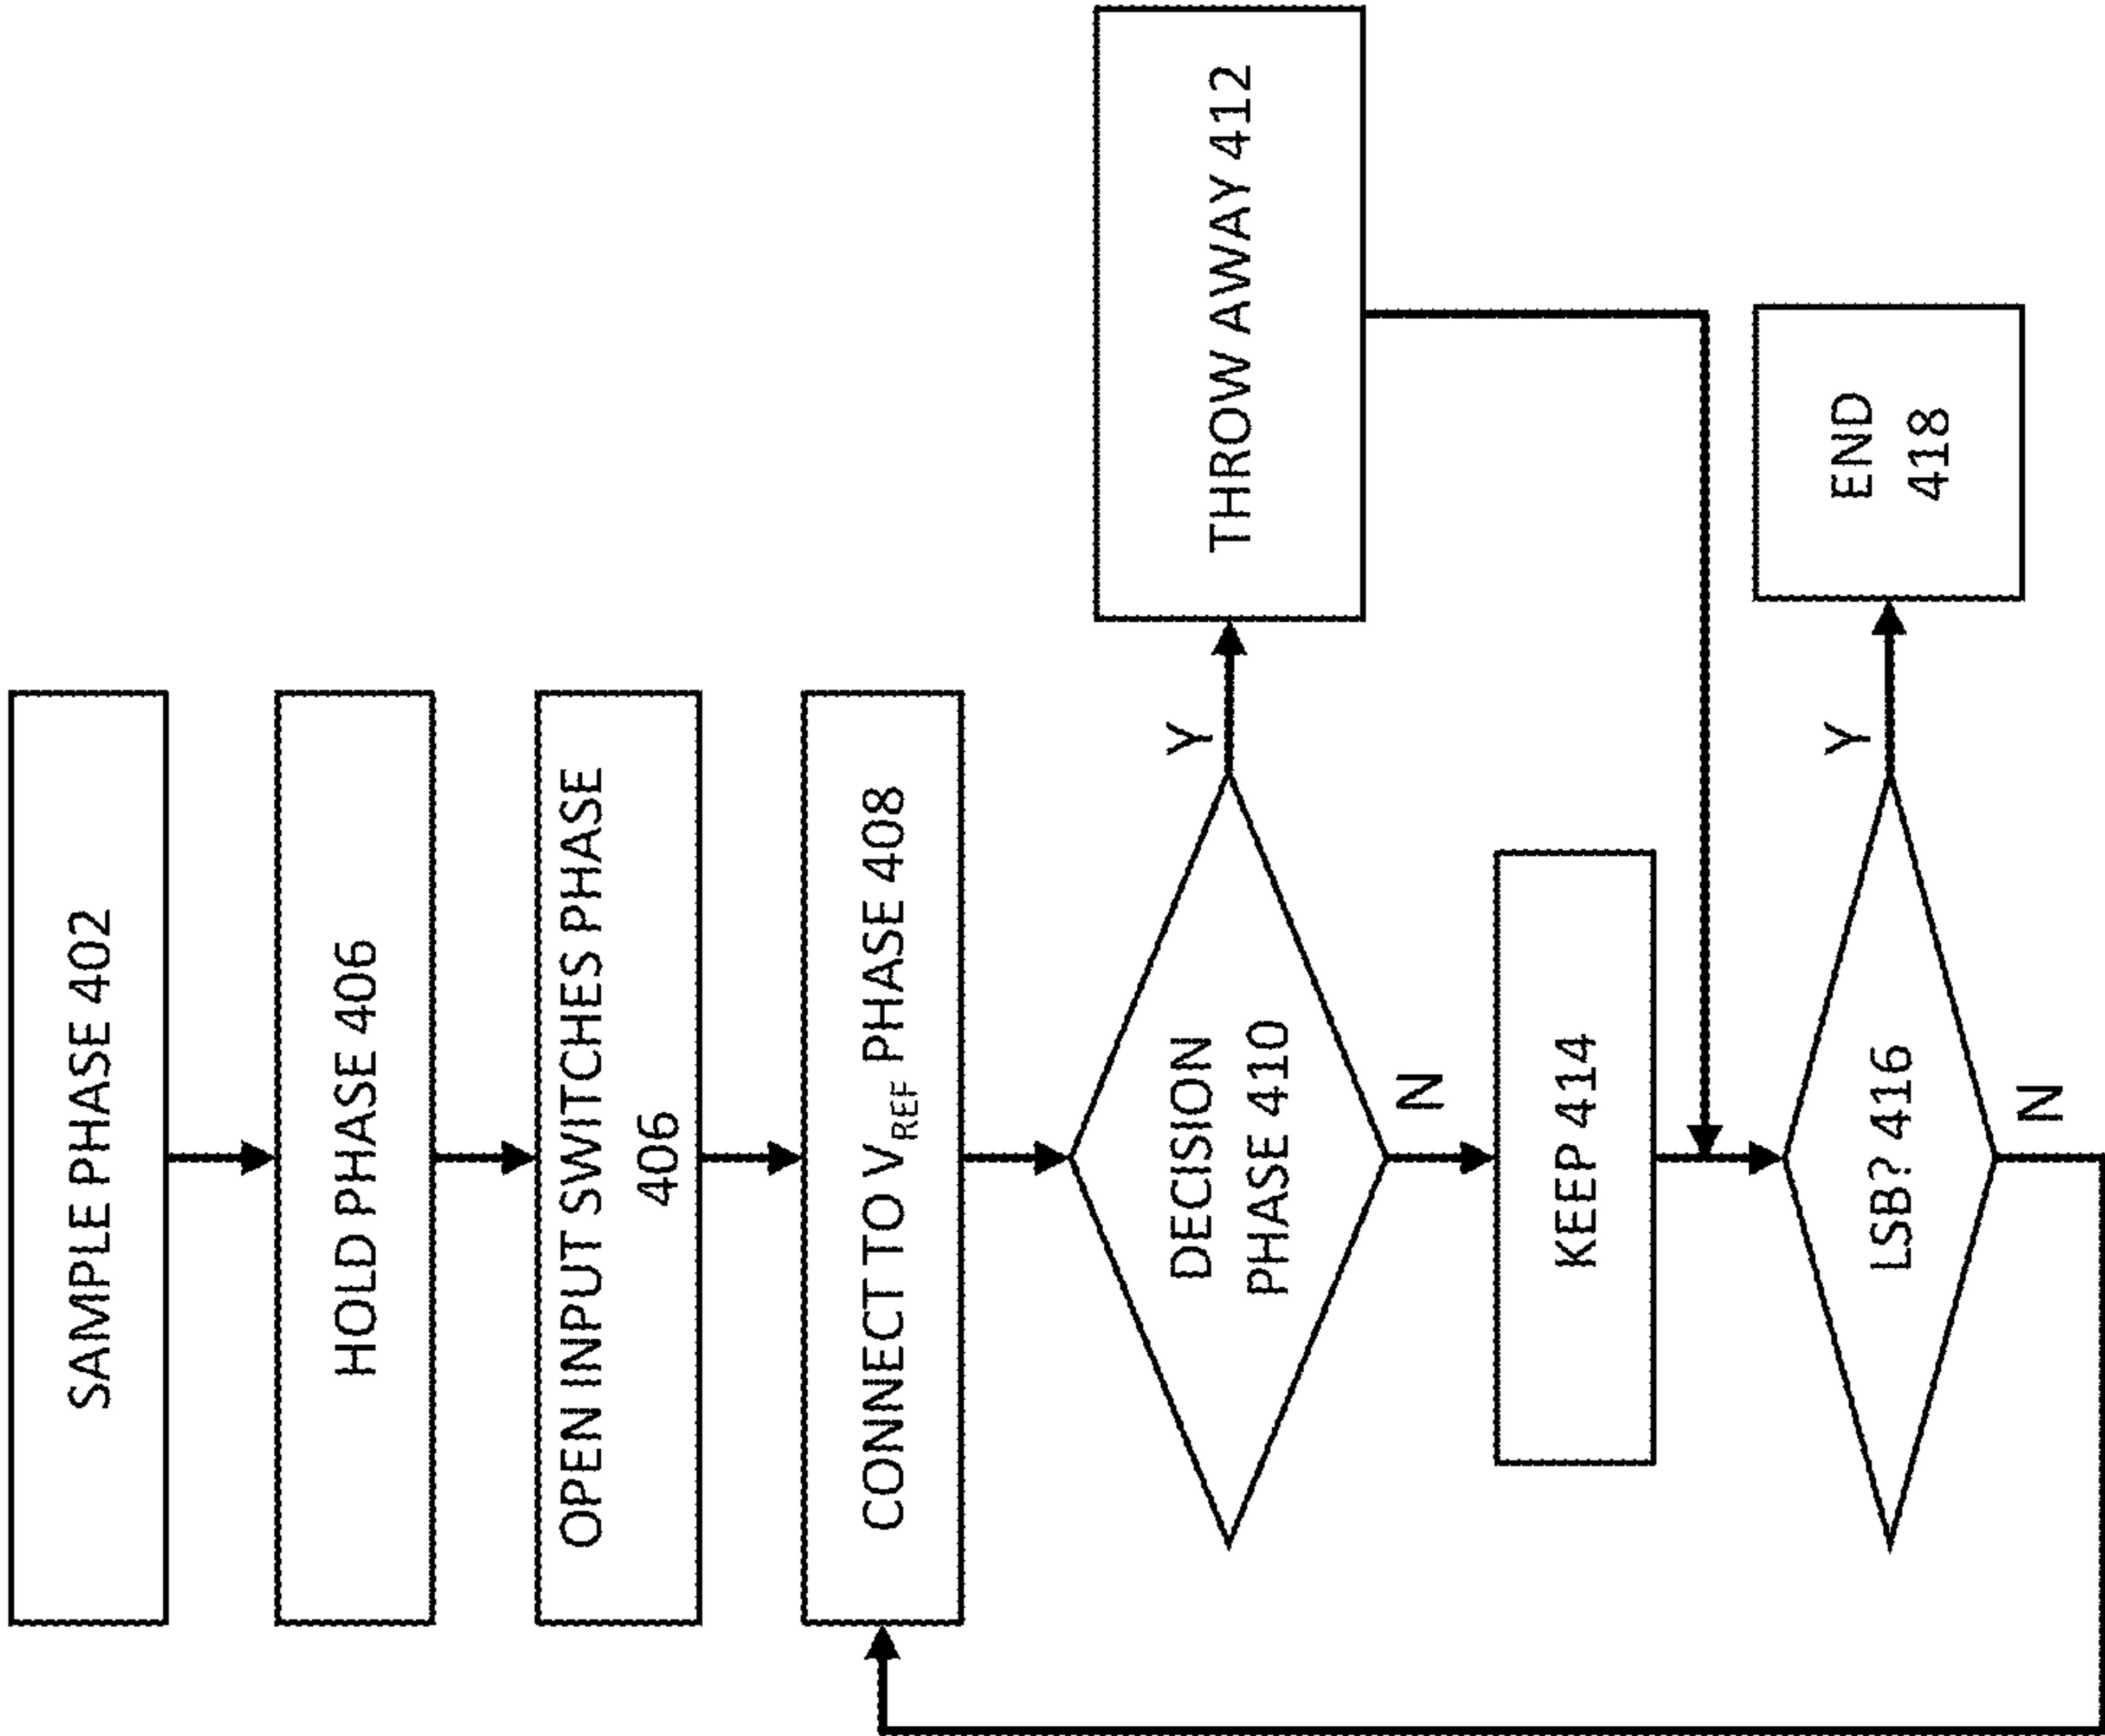 SAMPLE PHASE 402
HOLD PHASE 406
OPEN INPUT SWITCHES PHASE
406
CONNECT TO VREF PHASE 408
DECISION
PHASE 410
Y
THROW AWAY 412
N
KEEP 414
LSB? 416
Y
END
418
N